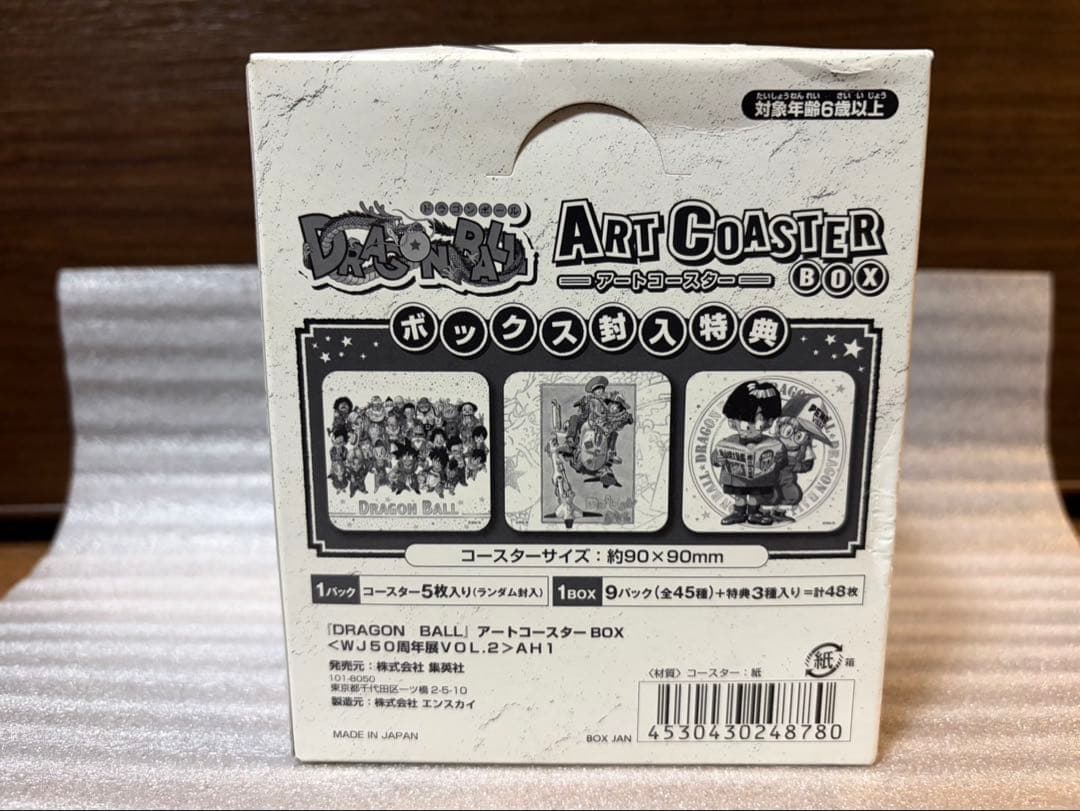 たいしょうねんれい さい い じょう
対象年齢6歳以上
ドラゴンボール
DRAGON BALL
ART COASTER
アートコースター
BOX
ボックス封入特典
DRAGON BALL
コースターサイズ：約90×90mm
1パック コースター5枚入り(ランダム封入)
1BOX 9パック(全45種)+特典3種入り=計48枚
『DRAGON BALL』アートコースターBOX
<WJ50周年展VOL.2>AH1
発売元：株式会社 集英社
101-8050
東京都千代田区一ツ橋2-5-10
製造元：株式会社 エンスカイ
MADE IN JAPAN
紙 箱
〈材質〉コースター：紙
BOX JAN 4530430248780